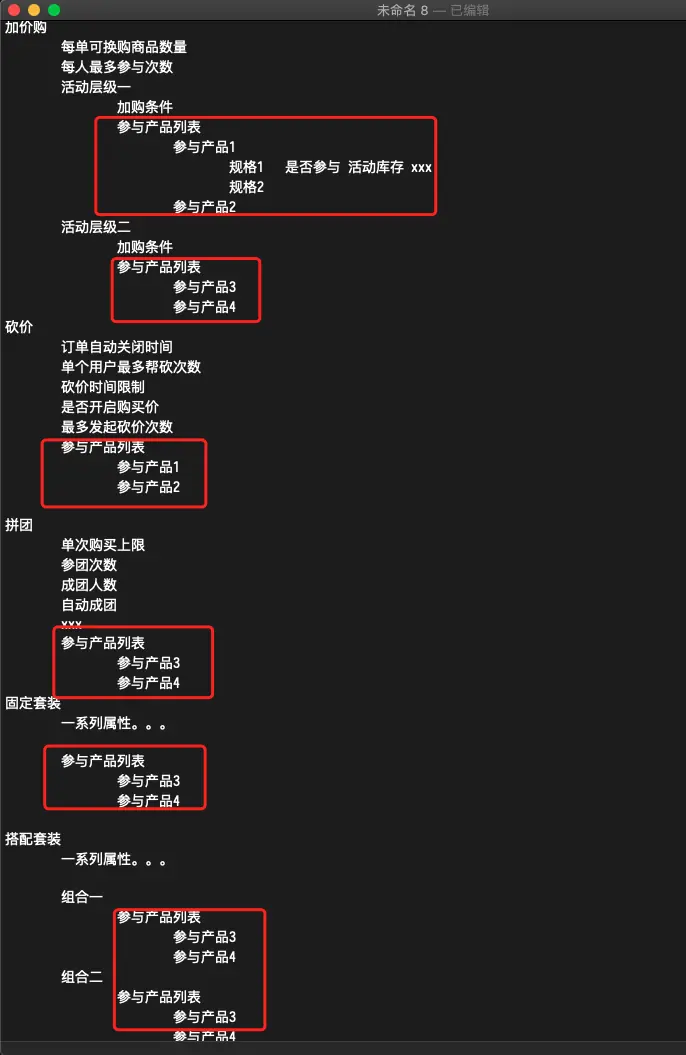 未命名 8 — 已编辑
加价购
每单可换购商品数量
每人最多参与次数
活动层级一
加购条件
参与产品列表
参与产品1
规格1 是否参与 活动库存 xxx
规格2
参与产品2
活动层级二
加购条件
参与产品列表
参与产品3
参与产品4
砍价
订单自动关闭时间
单个用户最多帮砍次数
砍价时间限制
是否开启购买价
最多发起砍价次数
参与产品列表
参与产品1
参与产品2
拼团
单次购买上限
参团次数
成团人数
自动成团
xxx
参与产品列表
参与产品3
参与产品4
固定套装
一系列属性。。。
参与产品列表
参与产品3
参与产品4
搭配套装
一系列属性。。。
组合一
参与产品列表
参与产品3
参与产品4
组合二
参与产品列表
参与产品3
参与产品4